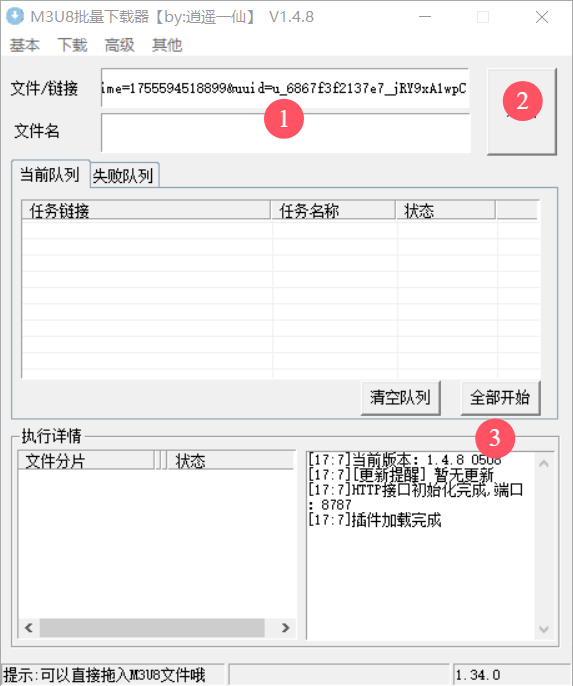 M3U8批量下载器【by:逍遥一仙】 V1.4.8
基本 下载 高级 其他
文件/链接 ime=1755594518899&uuid=u_6867f3f2137e7_jRY9xA1wpC
1
2
文件名
当前队列 失败队列
任务链接 任务名称 状态
清空队列 全部开始
3
执行详情
文件分片 状态
[17:7]当前版本: 1.4.8 0508
[17:7][更新提醒] 暂无更新
[17:7]HTTP接口初始化完成,端口
: 8787
[17:7]插件加载完成
提示:可以直接拖入M3U8文件哦 1.34.0